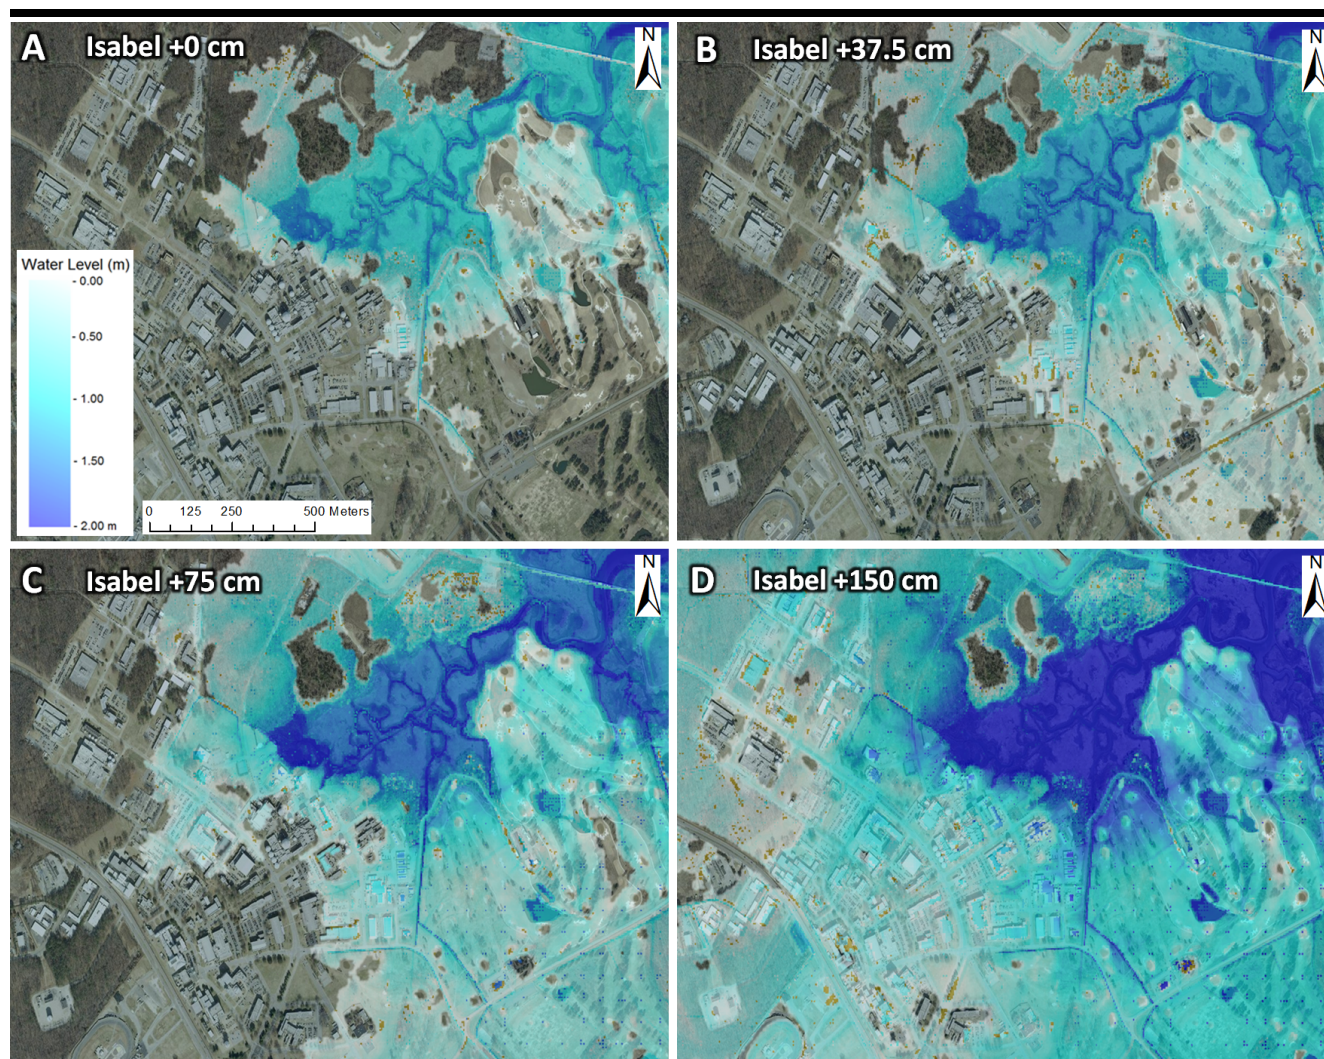 A Isabel +0 cm
N
B Isabel +37.5 cm
N
Water Level (m)
- 0.00
- 0.50
- 1.00
- 1.50
- 2.00 m
0 125 250 500 Meters
C Isabel +75 cm
N
D Isabel +150 cm
N